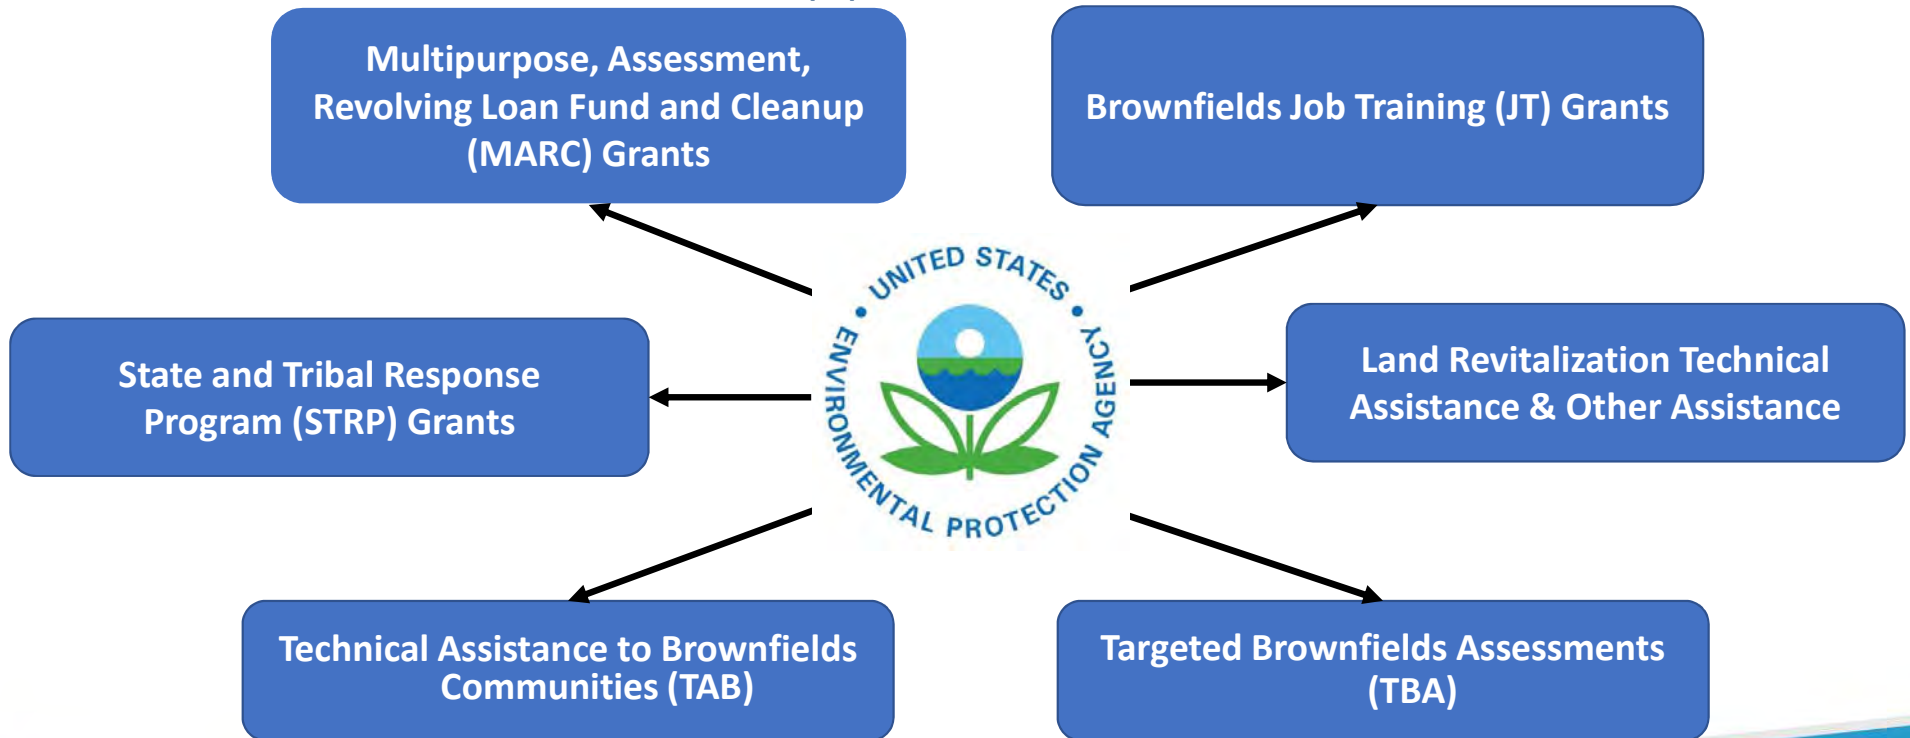 Multipurpose, Assessment,
Revolving Loan Fund and Cleanup
(MARC) Grants
Brownfields Job Training (JT) Grants
UNITED STATES
ENVIRONMENTAL PROTECTION AGENCY
State and Tribal Response
Program (STRP) Grants
Land Revitalization Technical
Assistance & Other Assistance
Technical Assistance to Brownfields
Communities (TAB)
Targeted Brownfields Assessments
(TBA)